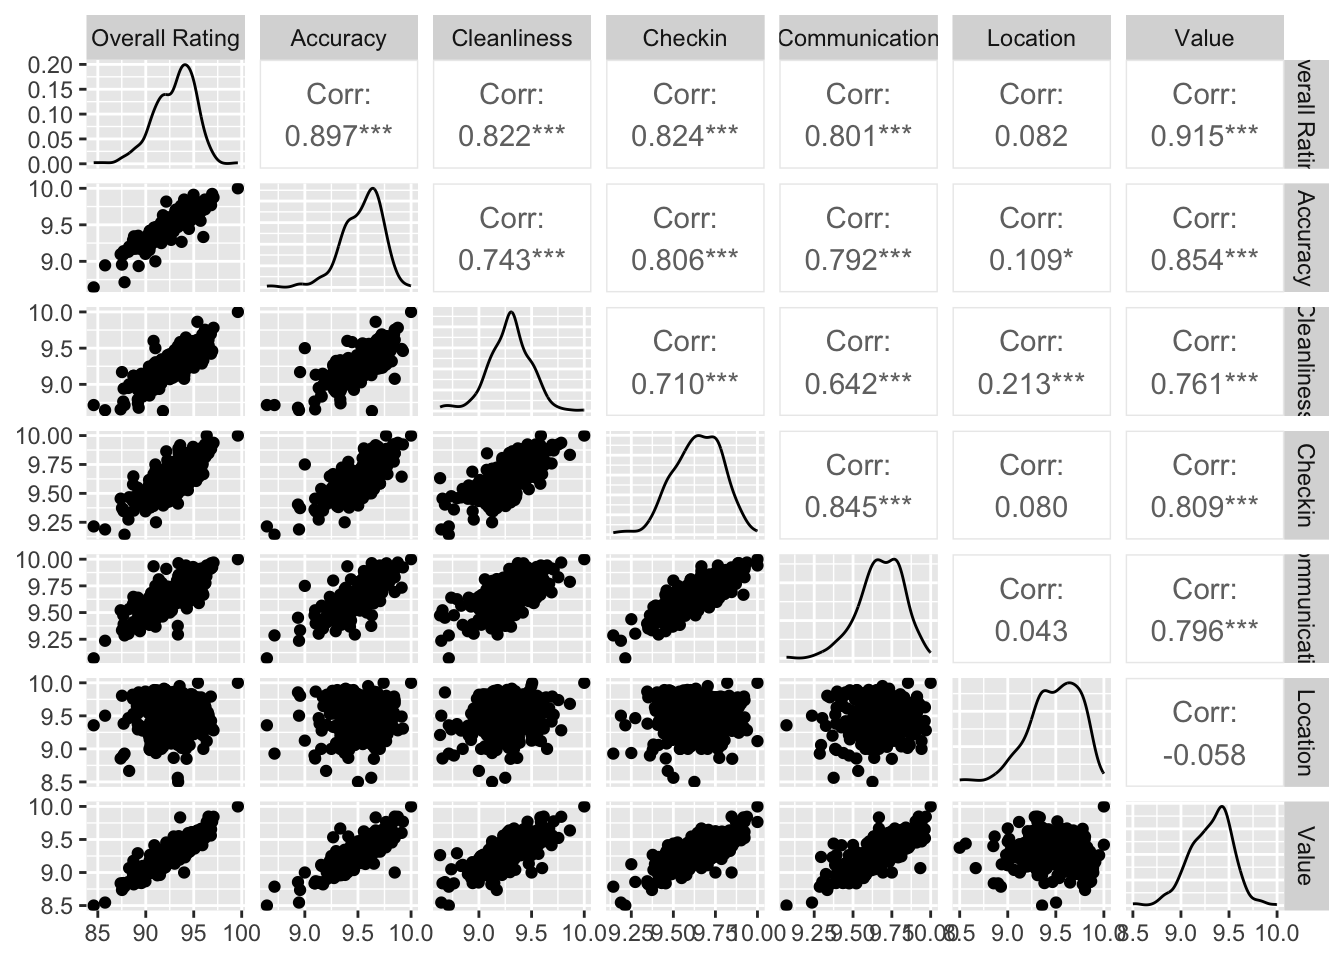 Overall Rating Accuracy Cleanliness Checkin Communication Location Value
0.20
0.15
0.10
0.05
0.00
Corr: Corr: Corr: Corr: Corr: Corr:
0.897*** 0.822*** 0.824*** 0.801*** 0.082 0.915***
verall Ratin
10.0
9.5
9.0
Corr: Corr: Corr: Corr: Corr:
0.743*** 0.806*** 0.792*** 0.109* 0.854***
Accuracy
10.0
9.5
9.0
Corr: Corr: Corr: Corr:
0.710*** 0.642*** 0.213*** 0.761***
Cleanliness
10.00
9.75
9.50
9.25
Corr: Corr: Corr:
0.845*** 0.080 0.809***
Checkin
10.00
9.75
9.50
9.25
Corr: Corr:
0.043 0.796***
ommunicati
10.0
9.5
9.0
8.5
Corr:
-0.058
Location
10.0
9.5
9.0
8.5
Value
85 90 95 100 9.0 9.5 10.0 9.0 9.5 10.0 9.25 9.50 9.75 10.00 9.25 9.50 9.75 10.00 8.5 9.0 9.5 10.0 8.5 9.0 9.5 10.0